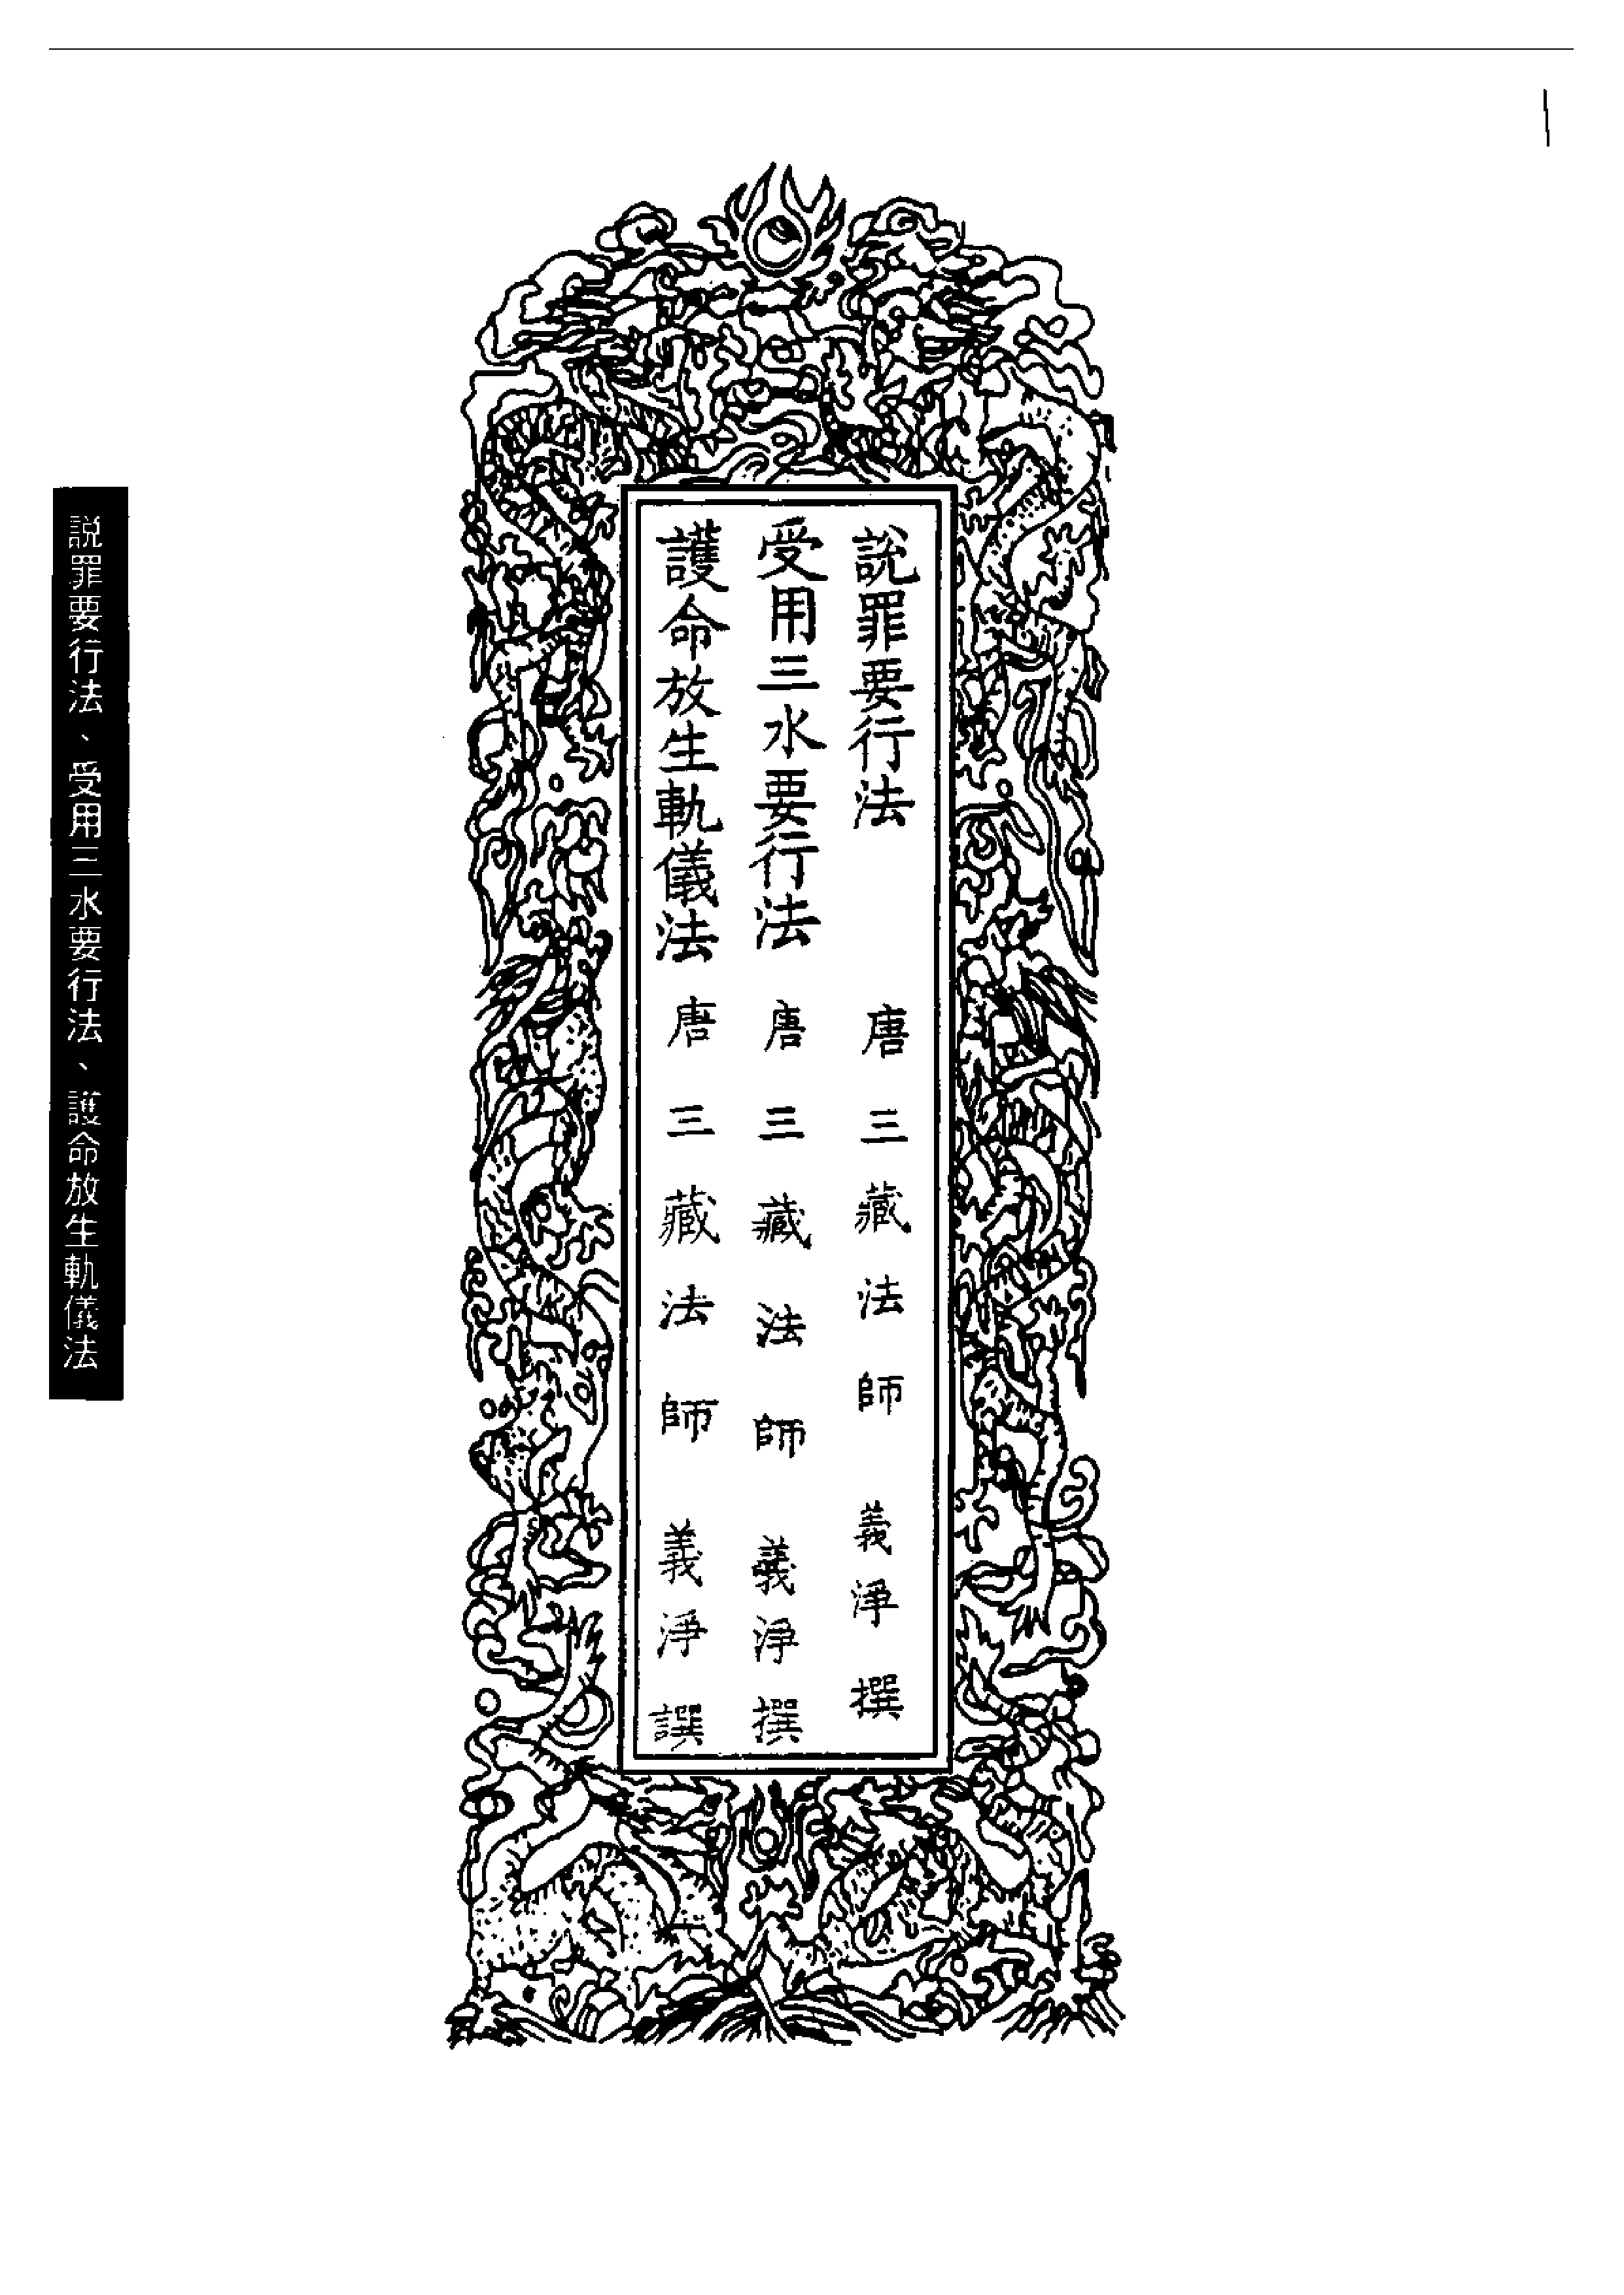 說罪要行法　唐三藏法師　義淨撰
受用三水要行法　唐三藏法師　義淨撰
護命放生軌儀法　唐三藏法師　義淨譔
説罪要行法、受用三水要行法、護命放生軌儀法